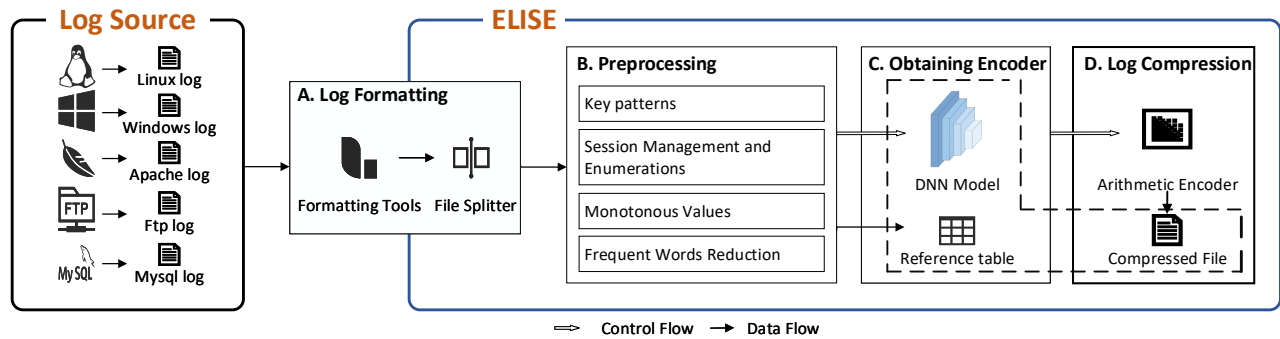 Log Source
Linux log
Windows log
Apache log
FTP
Ftp log
MySQL
Mysql log
ELISE
A. Log Formatting
Formatting Tools
File Splitter
B. Preprocessing
Key patterns
Session Management and
Enumerations
Monotonous Values
Frequent Words Reduction
C. Obtaining Encoder
DNN Model
Reference table
D. Log Compression
Arithmetic Encoder
Compressed File
Control Flow
Data Flow